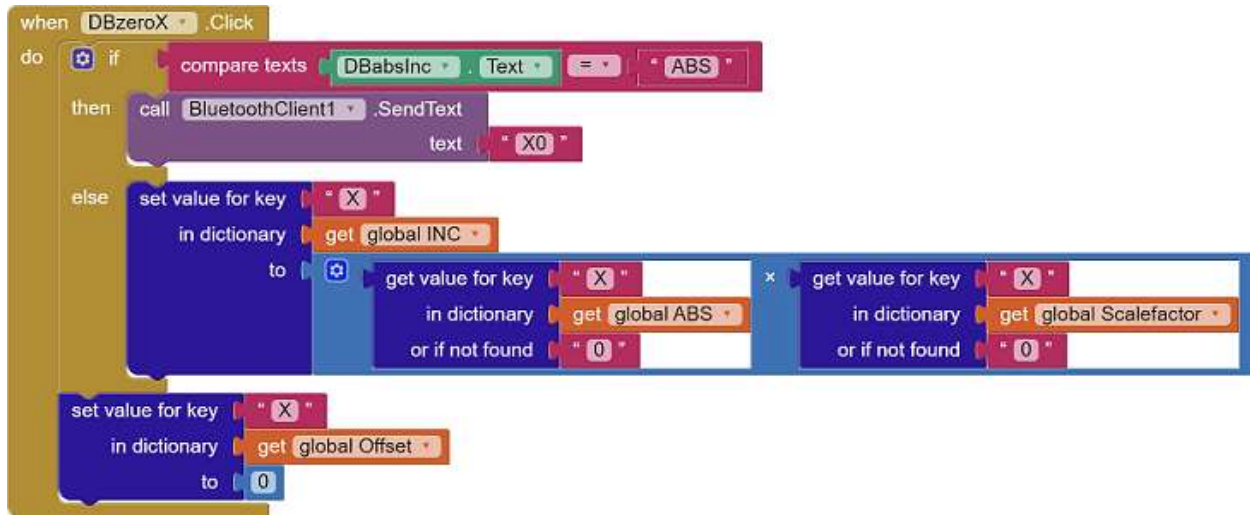 when DBzeroX .Click
do if compare texts DBabsInc . Text = " ABS "
then call BluetoothClient1 .SendText
text " X0 "
else set value for key " X "
in dictionary get global INC
to get value for key " X " × get value for key " X "
in dictionary get global ABS in dictionary get global Scalefactor
or if not found " 0 " or if not found " 0 "
set value for key " X "
in dictionary get global Offset
to 0